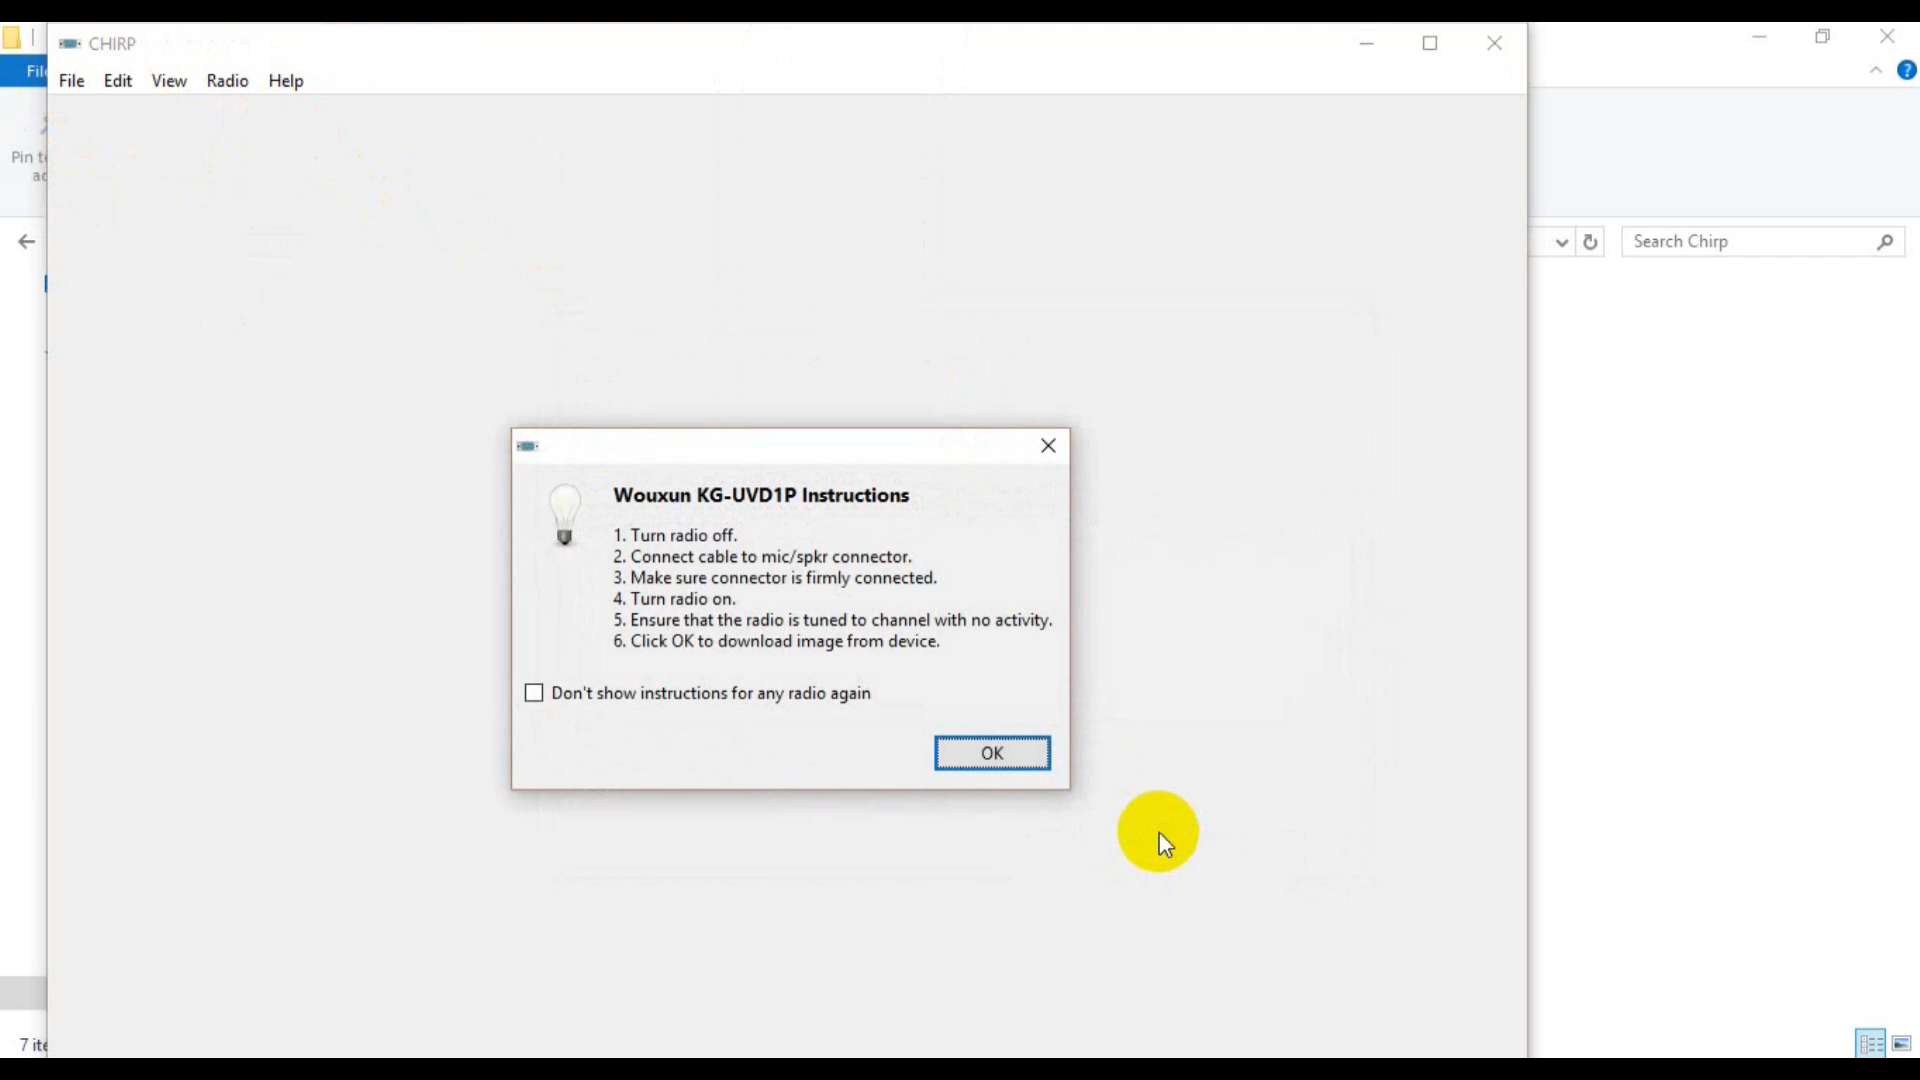 CHIRP
File Edit View Radio Help
Pin t
Search Chirp
Wouxun KG-UVD1P Instructions
1. Turn radio off.
2. Connect cable to mic/spkr connector.
3. Make sure connector is firmly connected.
4. Turn radio on.
5. Ensure that the radio is tuned to channel with no activity.
6. Click OK to download image from device.
Don't show instructions for any radio again
OK
7 ite